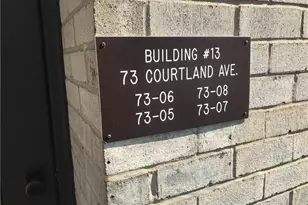 BUILDING #13
73 COURTLAND AVE.
73-06 73-08
73-05 73-07